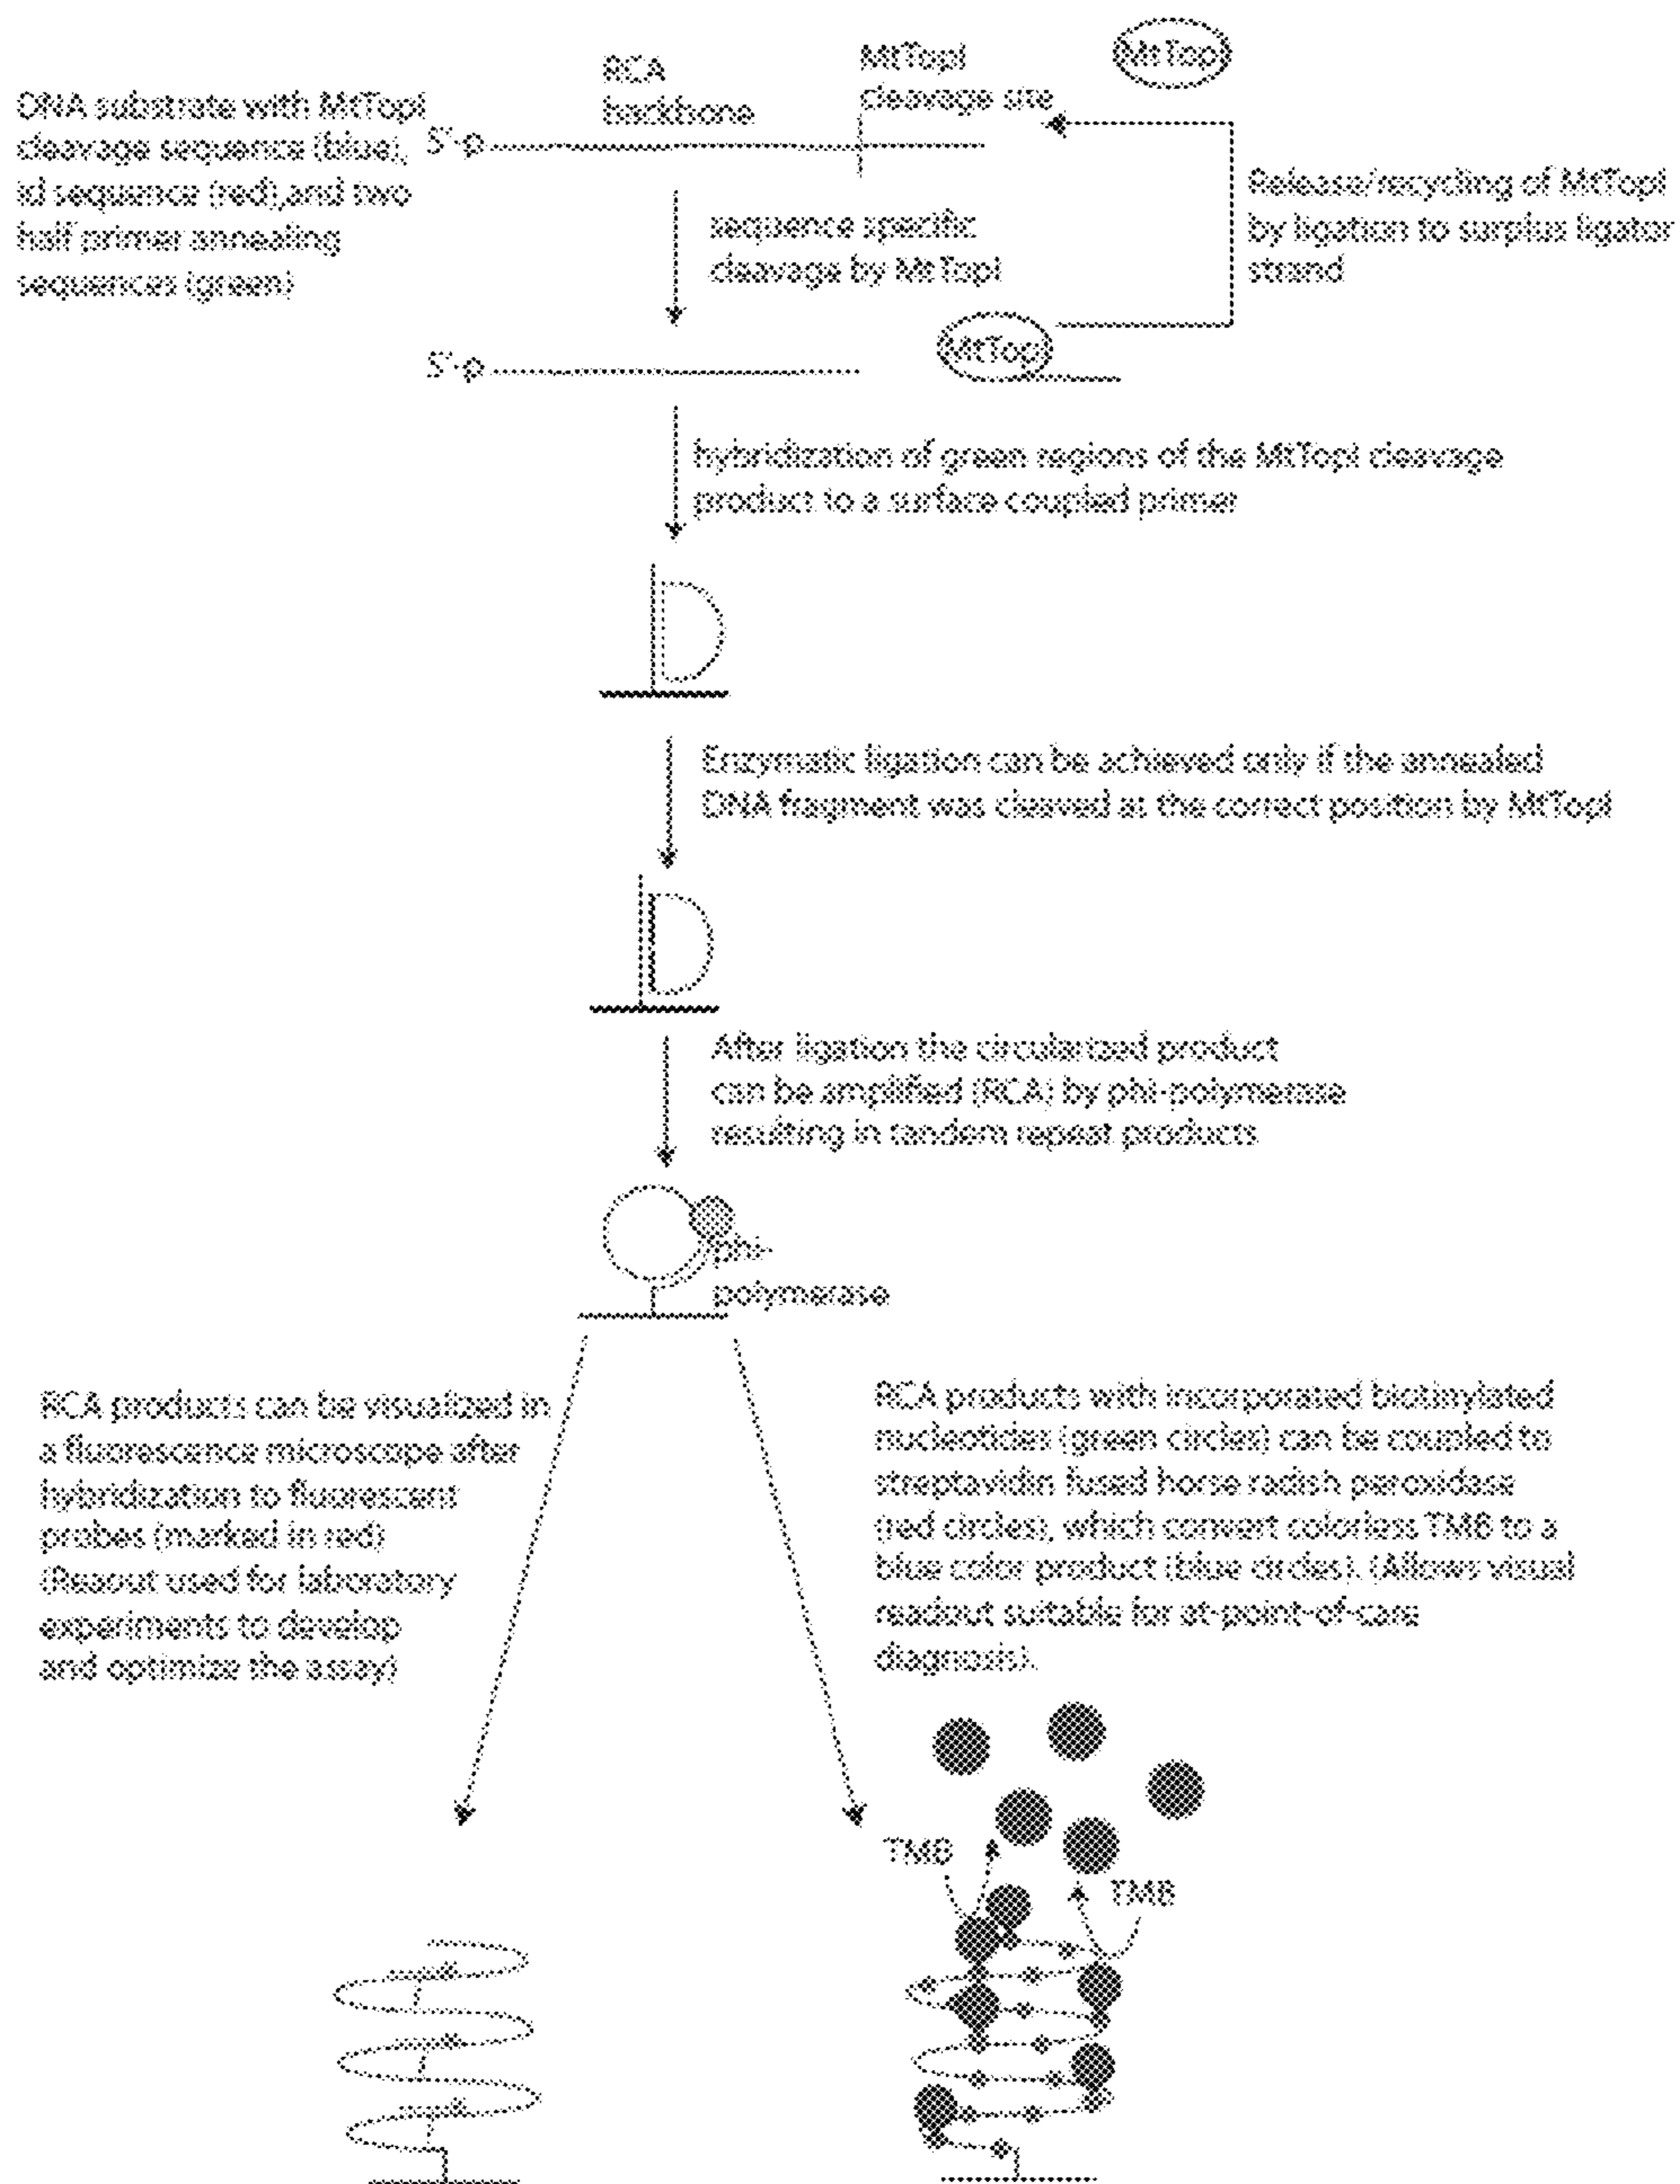 DNA substrate with MtTopI
cleavage sequence (blue),
id sequence (red),and two
half primer annealing
sequences (green)
RCA
backbone
MtTopI
cleavage site
MtTopI
5'-p
sequence specific
cleavage by MtTopI
Release/recycling of MtTopI
by ligation to surplus ligator
strand
5'-p
MtTopI
hybridization of green regions of the MtTopI cleavage
product to a surface coupled primer
Enzymatic ligation can be achieved only if the annealed
DNA fragment was cleaved at the correct position by MtTopI
After ligation the circularized product
can be amplified (RCA) by phi-polymerase
resulting in tandem repeat products
phi-
polymerase
RCA products can be visualized in
a fluorescence microscope after
hybridization to fluorescent
probes (marked in red)
(Reaout used for laboratory
experiments to develop
and optimize the assay)
RCA products with incorporated biotinylated
nucleotides (green circles) can be coupled to
streptavidin fused horse radish peroxidase
(red circles), which convert colorless TMB to a
blue color product (blue circles). (Allows visual
readout suitable for at-point-of-care
diagnosis).
TMB
TMB